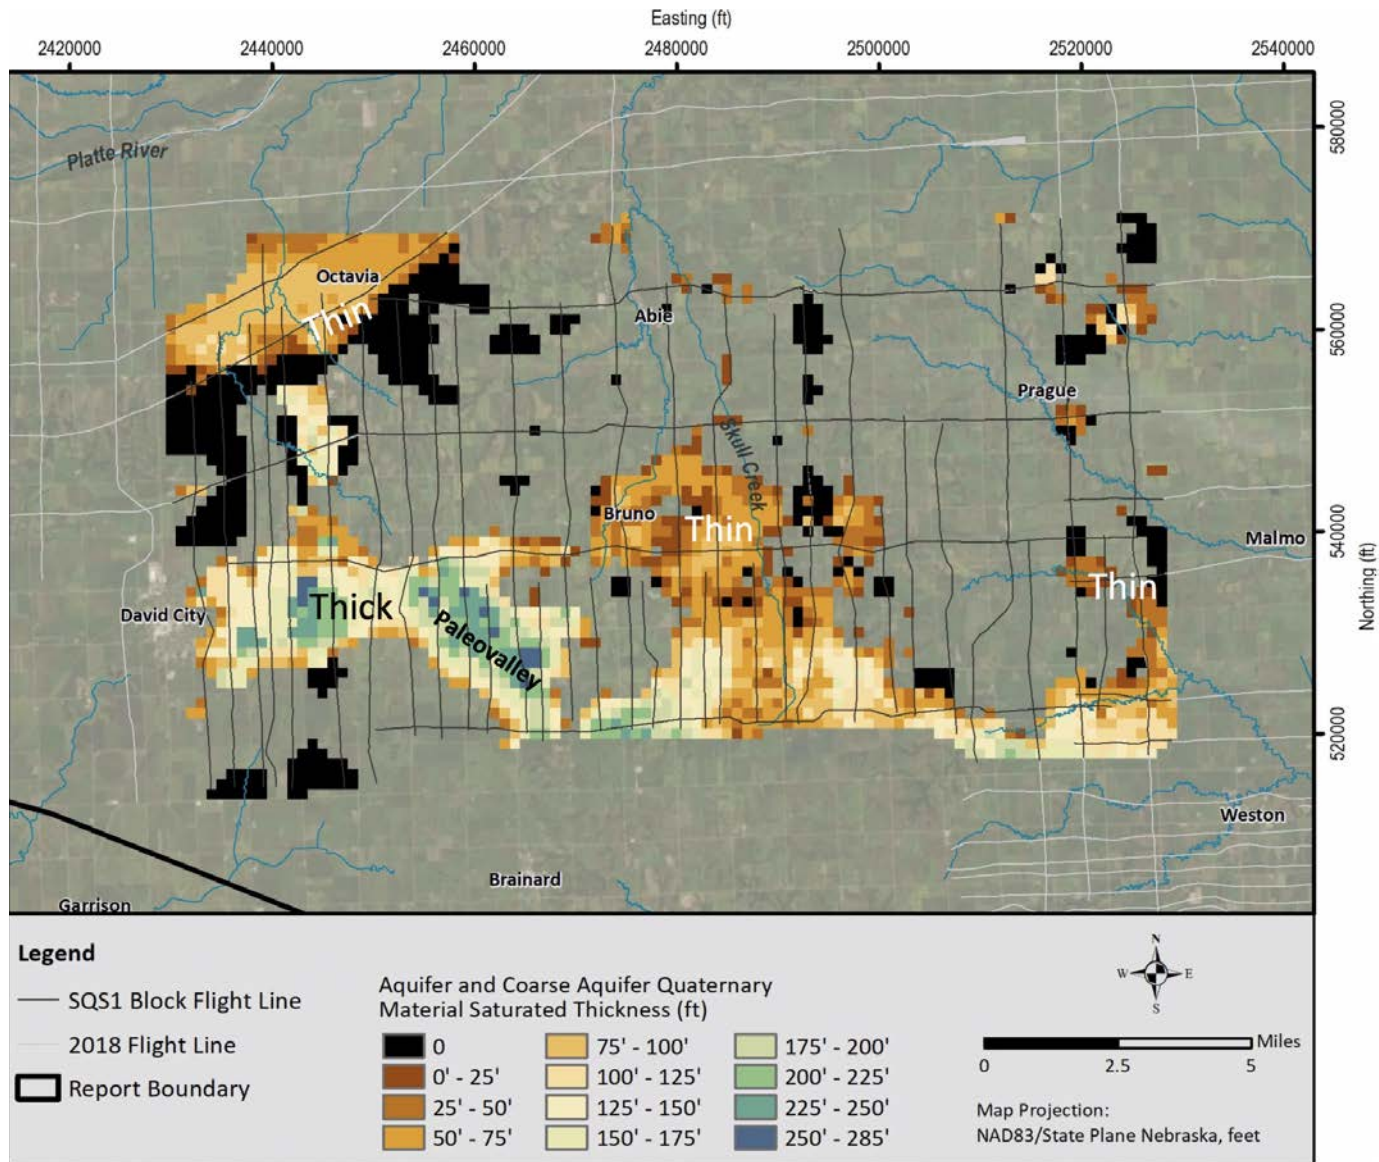 Easting (ft)
2420000 2440000 2460000 2480000 2500000 2520000 2540000
580000
Platte River
Octavia
Thin
Abie
560000
Prague
Skull Creek
Bruno
Thin
Malmo
540000
Northing (ft)
Thin
David City
Thick
Paleovalley
520000
Weston
Brainard
Garrison
Legend
SQS1 Block Flight Line
2018 Flight Line
Report Boundary
Aquifer and Coarse Aquifer Quaternary
Material Saturated Thickness (ft)
0
0' - 25'
25' - 50'
50' - 75'
75' - 100'
100' - 125'
125' - 150'
150' - 175'
175' - 200'
200' - 225'
225' - 250'
250' - 285'
N
W E
S
Miles
0 2.5 5
Map Projection:
NAD83/State Plane Nebraska, feet